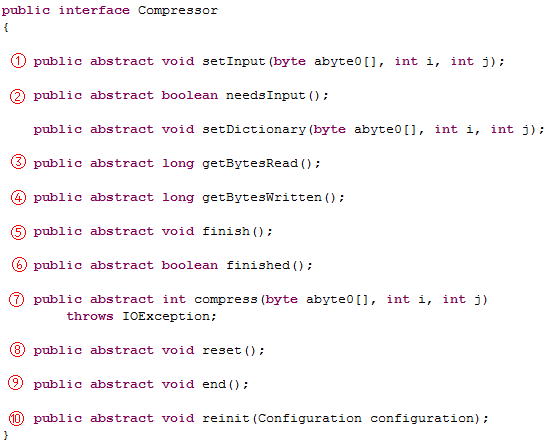 public interface Compressor
{
① public abstract void setInput(byte abyte0[], int i, int j);
② public abstract boolean needsInput();
public abstract void setDictionary(byte abyte0[], int i, int j);
③ public abstract long getBytesRead();
④ public abstract long getBytesWritten();
⑤ public abstract void finish();
⑥ public abstract boolean finished();
⑦ public abstract int compress(byte abyte0[], int i, int j)
throws IOException;
⑧ public abstract void reset();
⑨ public abstract void end();
⑩ public abstract void reinit(Configuration configuration);
}